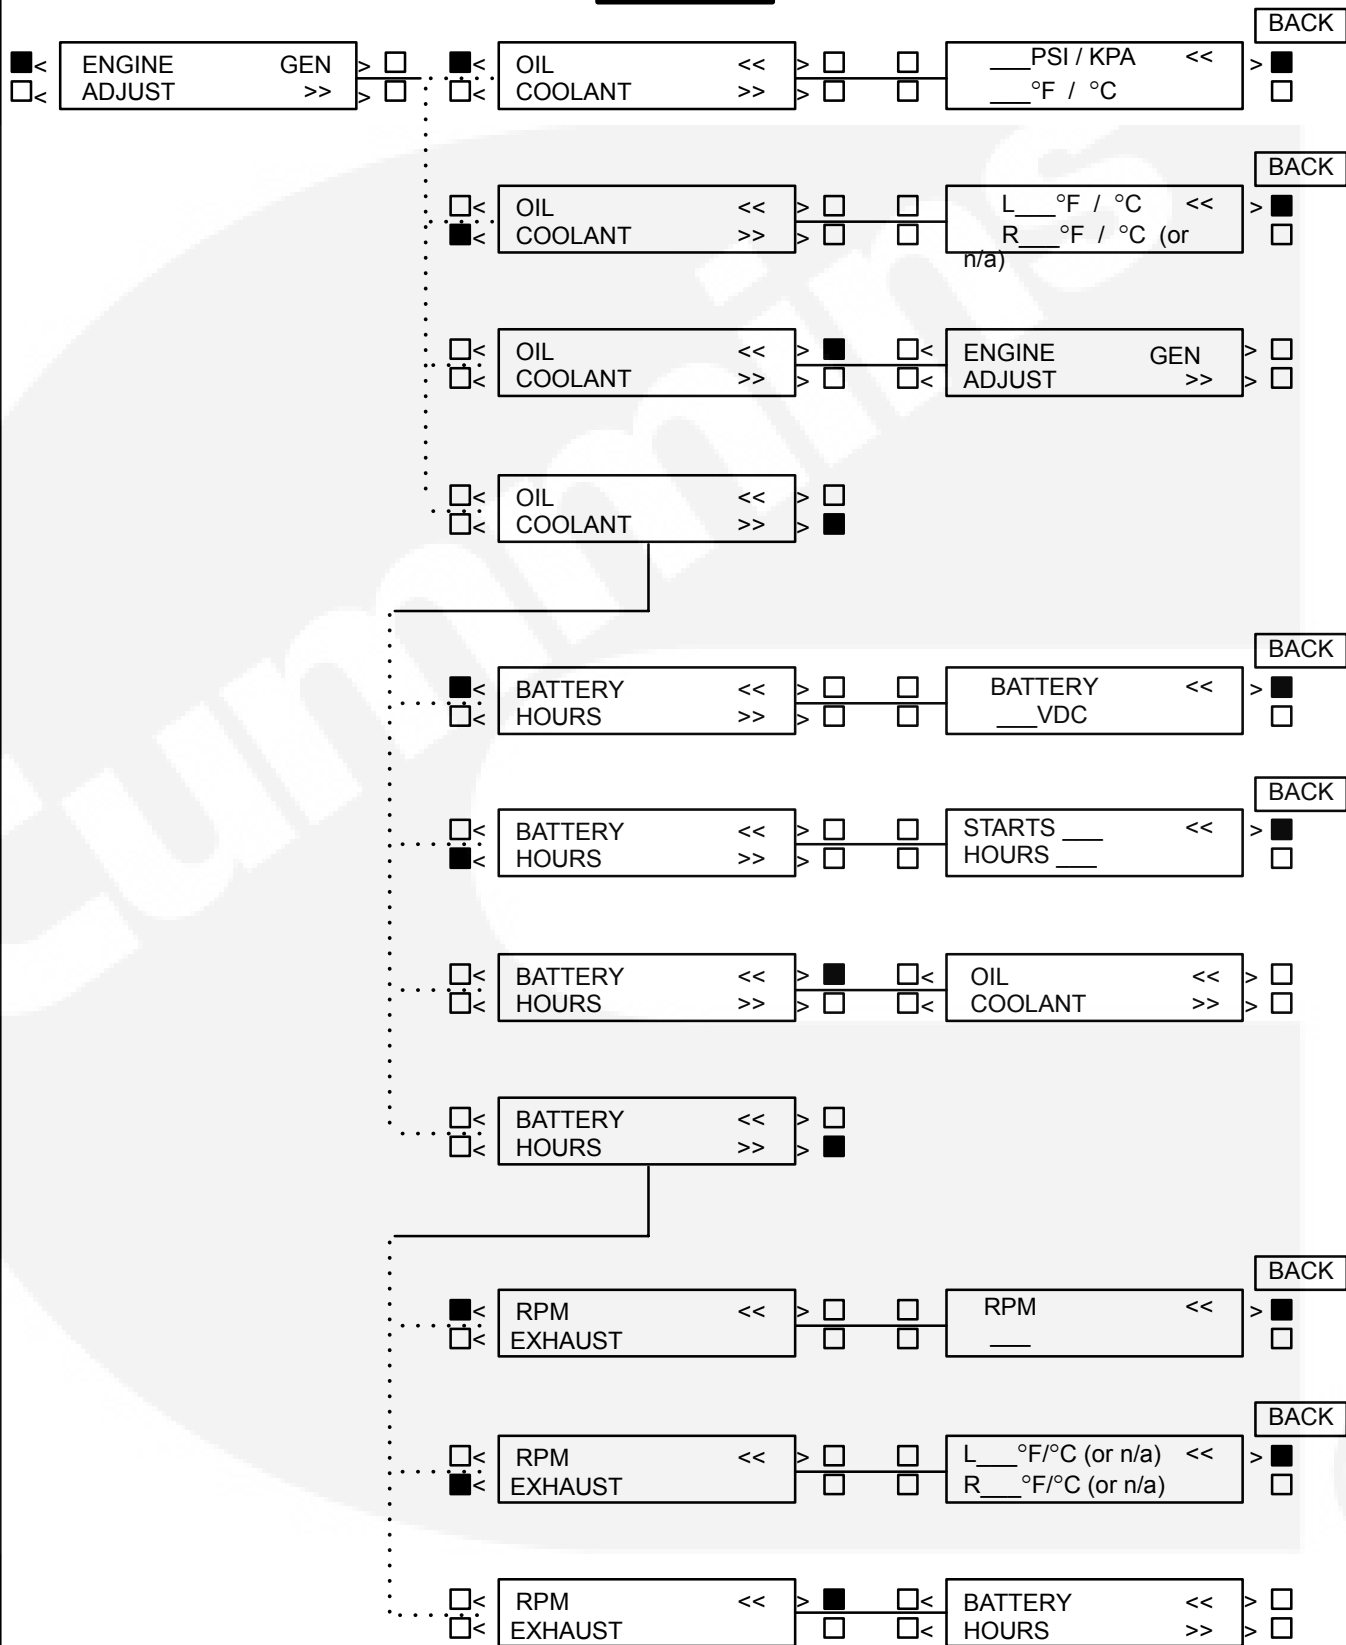 BACK
< ENGINE GEN >
< ADJUST >> >
< OIL << >
< COOLANT >> >
___PSI / KPA << >
___°F / °C
BACK
< OIL << >
< COOLANT >> >
L___°F / °C << >
R___°F / °C (or
n/a)
< OIL << >
< COOLANT >> >
< ENGINE GEN >
< ADJUST >> >
< OIL << >
< COOLANT >> >
BACK
< BATTERY << >
< HOURS >> >
BATTERY << >
___VDC
BACK
< BATTERY << >
< HOURS >> >
STARTS ___ << >
HOURS ___
< BATTERY << >
< HOURS >> >
< OIL << >
< COOLANT >> >
< BATTERY << >
< HOURS >> >
BACK
< RPM << >
< EXHAUST
RPM << >
___
BACK
< RPM << >
< EXHAUST
L___°F/°C (or n/a) << >
R___°F/°C (or n/a)
< RPM << >
< EXHAUST
< BATTERY << >
< HOURS >> >
Cummins